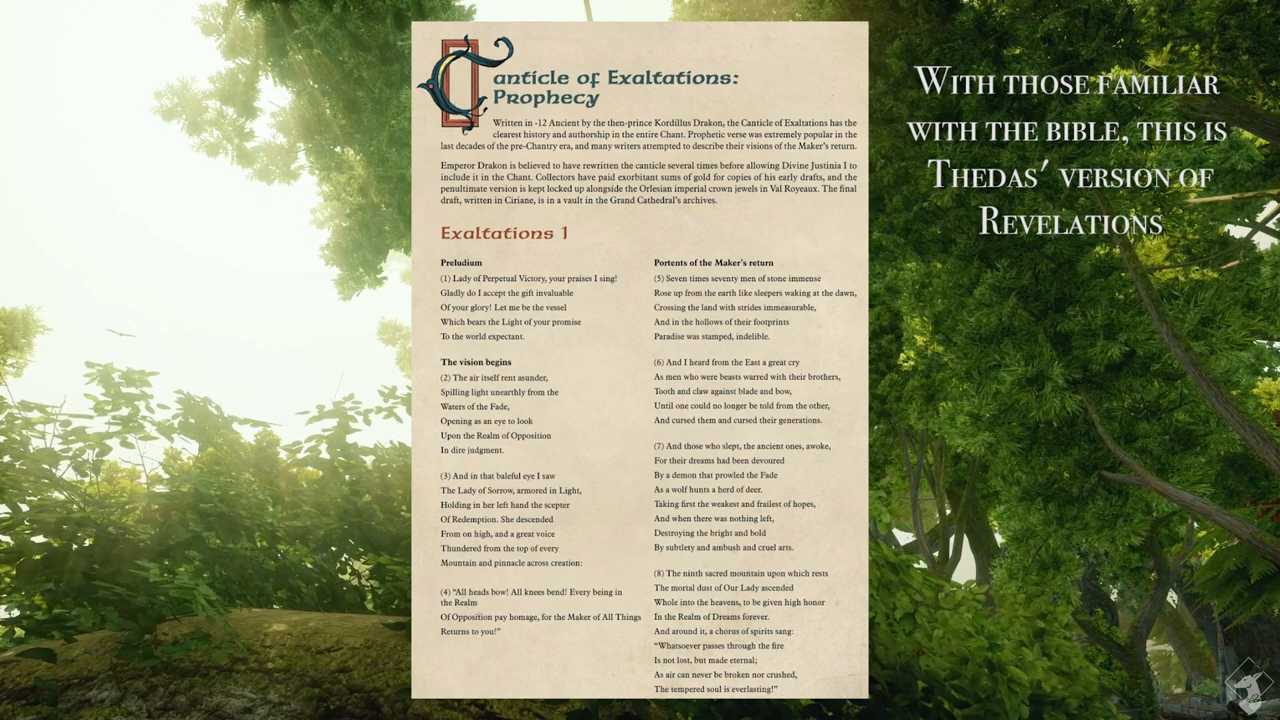 Canticle of Exaltations:
Prophecy
Written in -12 Ancient by the then-prince Kordillus Drakon, the Canticle of Exaltations has the
clearest history and authorship in the entire Chant. Prophetic verse was extremely popular in the
last decades of the pre-Chantry era, and many writers attempted to describe their visions of the Maker's return.
Emperor Drakon is believed to have rewritten the canticle several times before allowing Divine Justinia I to
include it in the Chant. Collectors have paid exorbitant sums of gold for copies of his early drafts, and the
penultimate version is kept locked up alongside the Orlesian imperial crown jewels in Val Royeaux. The final
draft, written in Ciriane, is in a vault in the Grand Cathedral's archives.
Exaltations 1
Preludium
(1) Lady of Perpetual Victory, your praises I sing!
Gladly do I accept the gift invaluable
Of your glory! Let me be the vessel
Which bears the Light of your promise
To the world expectant.
The vision begins
(2) The air itself rent asunder,
Spilling light unearthly from the
Waters of the Fade,
Opening as an eye to look
Upon the Realm of Opposition
In dire judgment.
(3) And in that baleful eye I saw
The Lady of Sorrow, armored in Light,
Holding in her left hand the scepter
Of Redemption. She descended
From on high, and a great voice
Thundered from the top of every
Mountain and pinnacle across creation:
(4) “All heads bow! All knees bend! Every being in
the Realm
Of Opposition pay homage, for the Maker of All Things
Returns to you!”
Portents of the Maker's return
(5) Seven times seventy men of stone immense
Rose up from the earth like sleepers waking at the dawn,
Crossing the land with strides immeasurable,
And in the hollows of their footprints
Paradise was stamped, indelible.
(6) And I heard from the East a great cry
As men who were beasts warred with their brothers,
Tooth and claw against blade and bow,
Until one could no longer be told from the other,
And cursed them and cursed their generations.
(7) And those who slept, the ancient ones, awoke,
For their dreams had been devoured
By a demon that prowled the Fade
As a wolf hunts a herd of deer.
Taking first the weakest and frailest of hopes,
And when there was nothing left,
Destroying the bright and bold
By subtlety and ambush and cruel arts.
(8) The ninth sacred mountain upon which rests
The mortal dust of Our Lady ascended
Whole into the heavens, to be given high honor
In the Realm of Dreams forever.
And around it, a chorus of spirits sang:
“Whatsoever passes through the fire
Is not lost, but made eternal;
As air can never be broken nor crushed,
The tempered soul is everlasting!”
With those familiar
with the bible, this is
Thedas' version of
Revelations